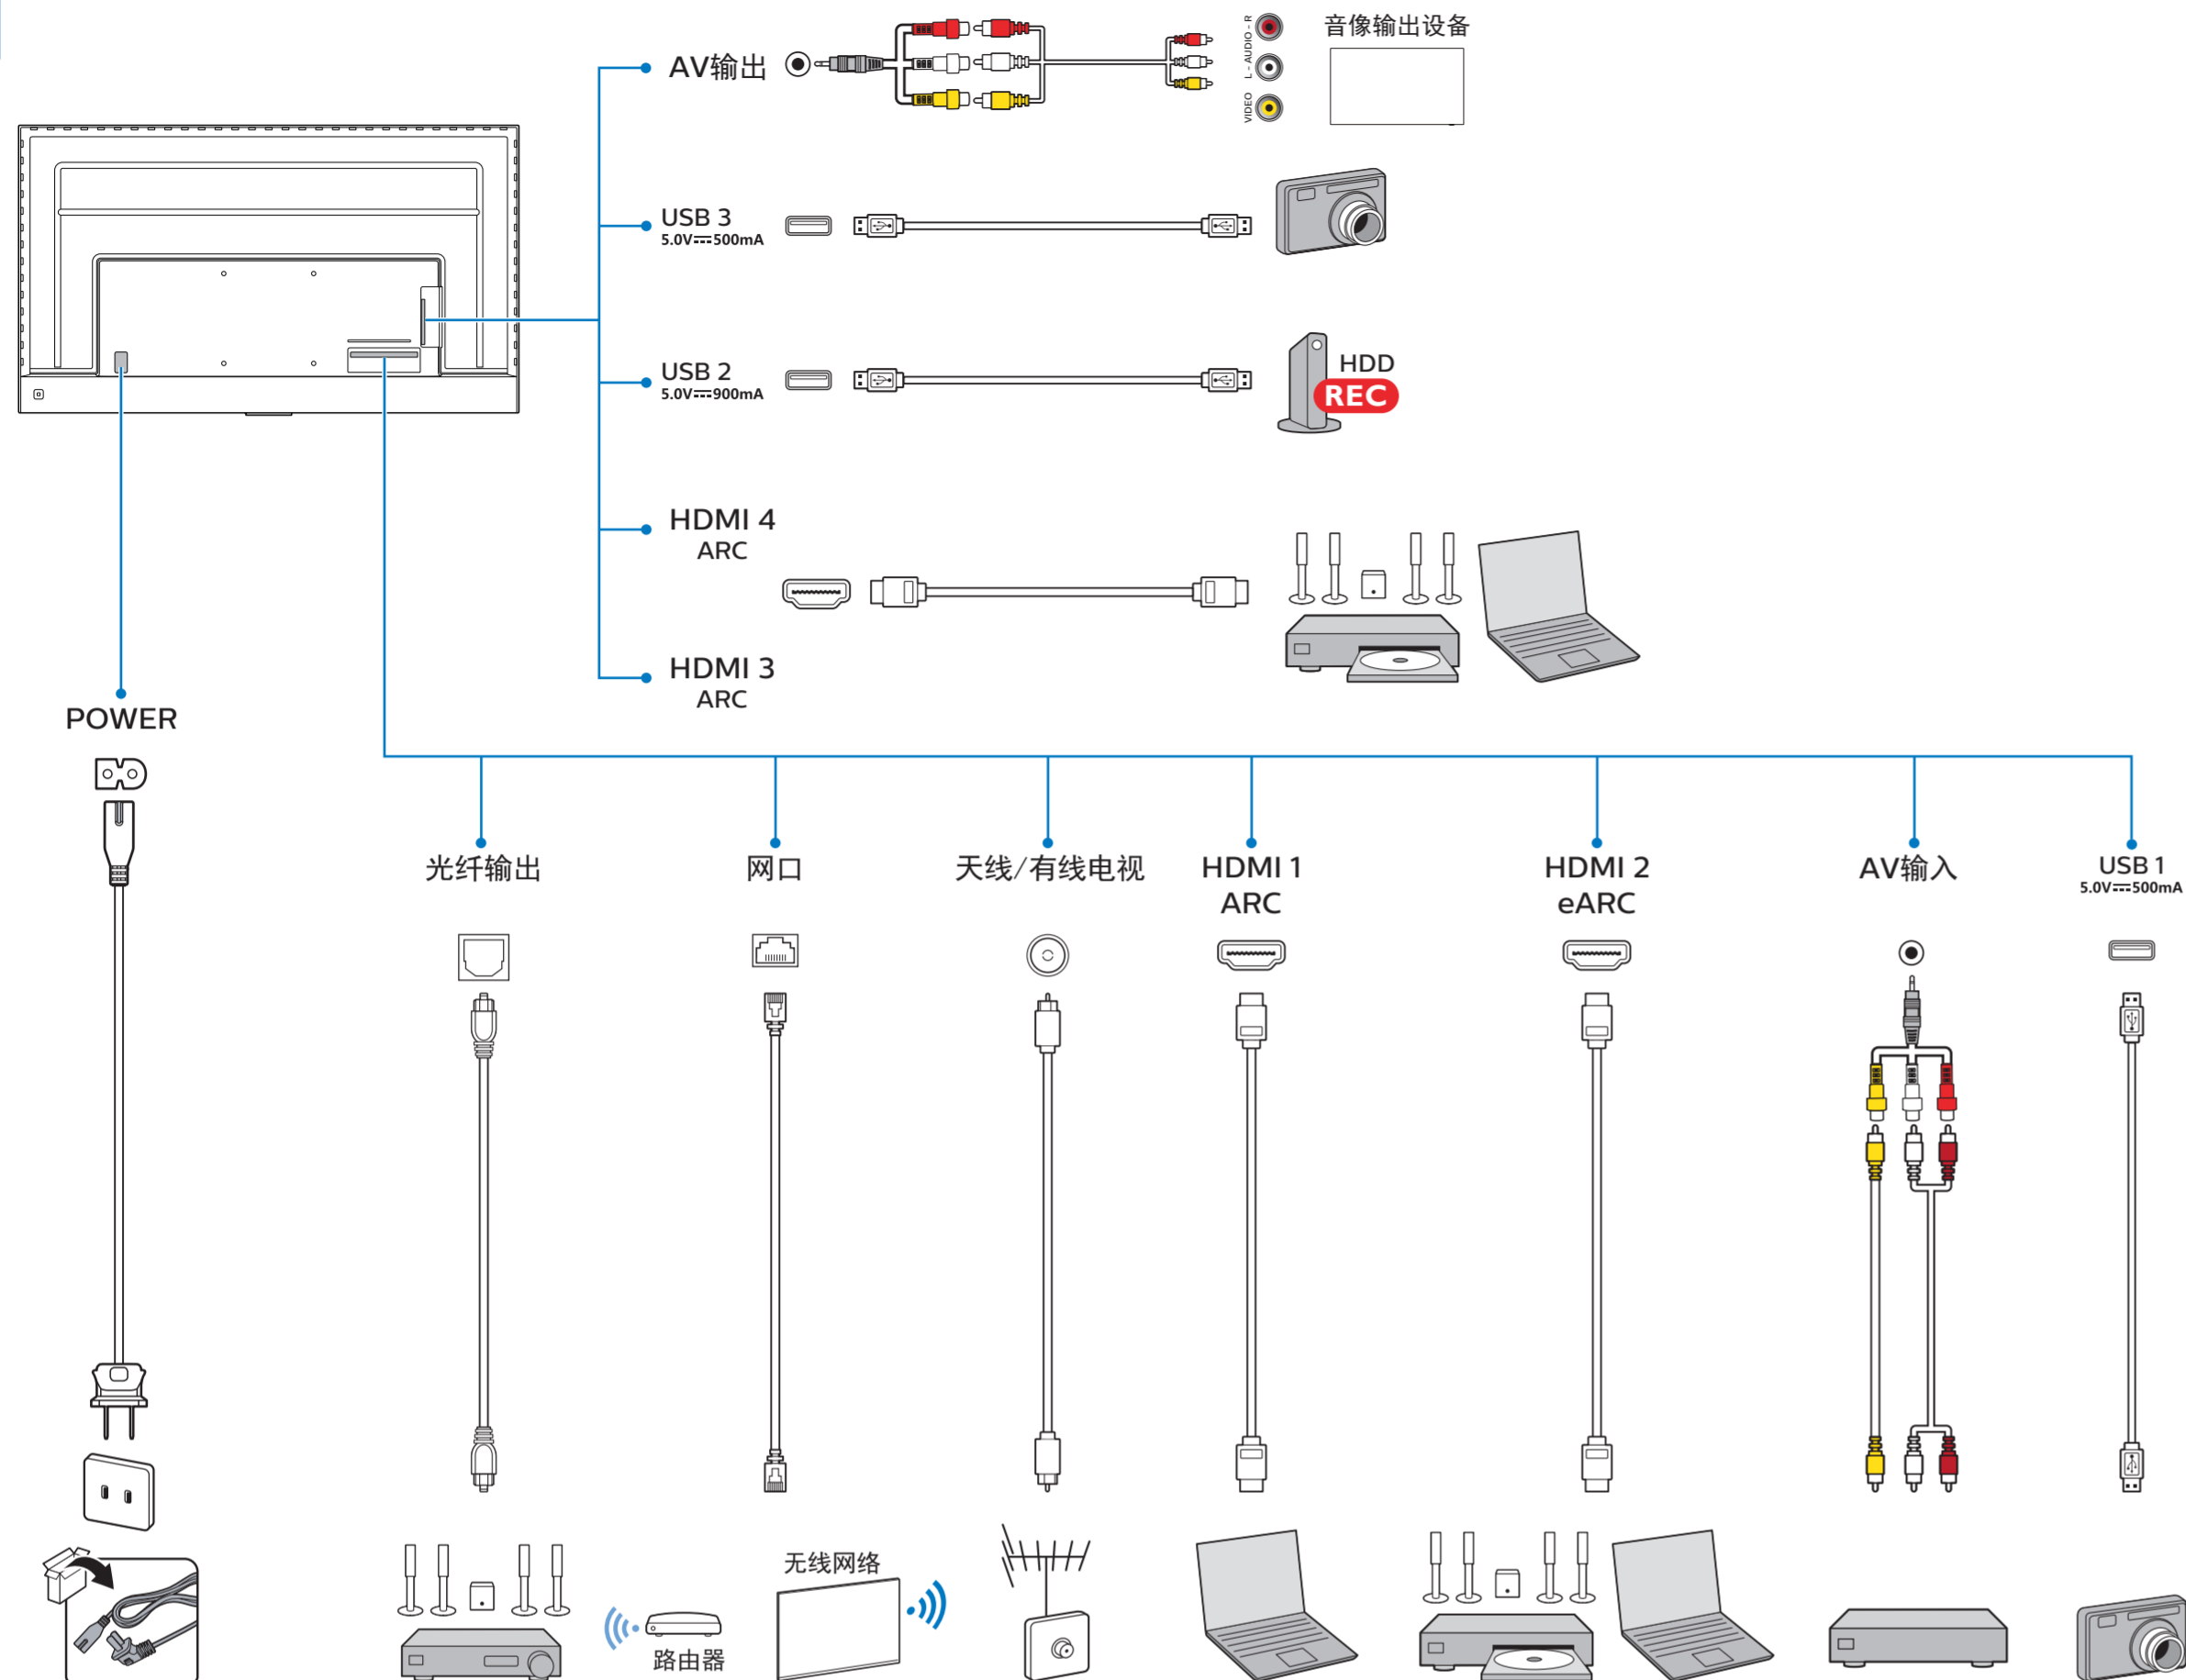 AV输出
L - AUDIO - R
VIDEO
音像输出设备
USB 3
5.0V⎓500mA
USB 2
5.0V⎓900mA
HDD
REC
HDMI 4
ARC
HDMI 3
ARC
POWER
光纤输出
网口
天线/有线电视
HDMI 1
ARC
HDMI 2
eARC
AV输入
USB 1
5.0V⎓500mA
无线网络
路由器